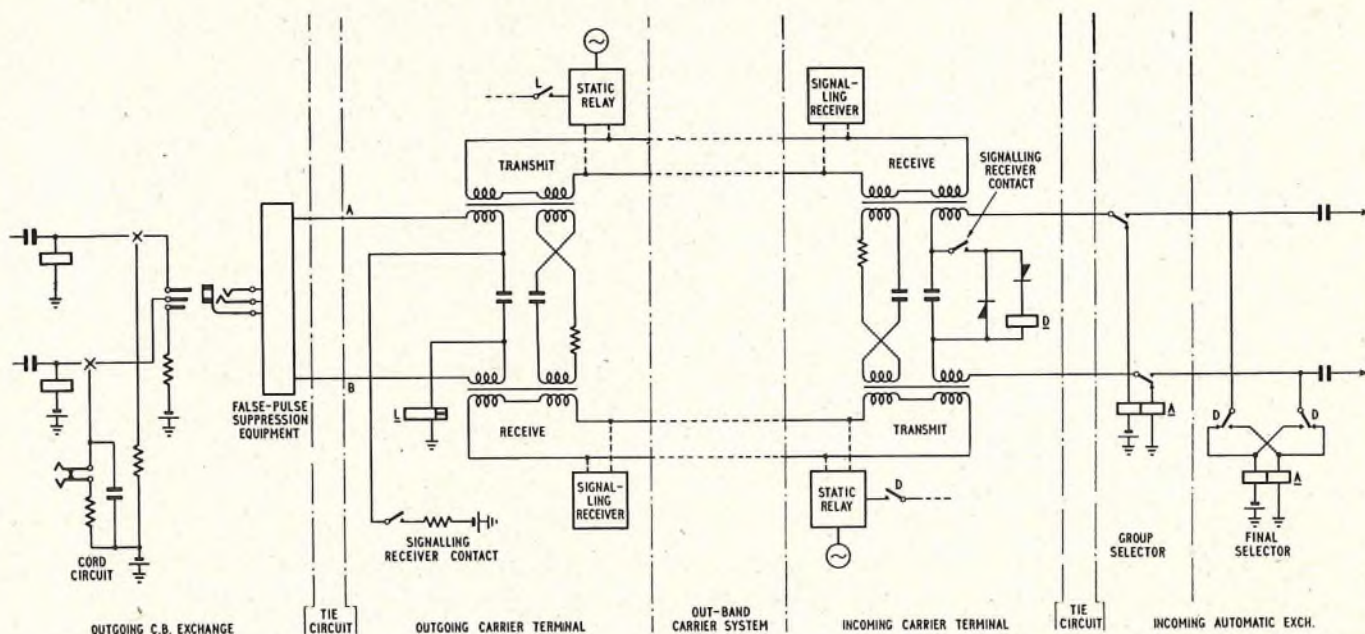 L
STATIC
RELAY
SIGNAL-
LING
RECEIVER
TRANSMIT
RECEIVE
SIGNALLING
RECEIVER
CONTACT
A
B
FALSE-PULSE
SUPPRESSION
EQUIPMENT
L
RECEIVE
D
TRANSMIT
A
D
D
A
SIGNAL-
LING
RECEIVER
STATIC
RELAY
D
SIGNALLING
RECEIVER CONTACT
CORD
CIRCUIT
GROUP
SELECTOR
FINAL
SELECTOR
OUTGOING C.B. EXCHANGE
TIE
CIRCUIT
OUTGOING CARRIER TERMINAL
OUT-BAND
CARRIER SYSTEM
INCOMING CARRIER TERMINAL
TIE
CIRCUIT
INCOMING AUTOMATIC EXCH.